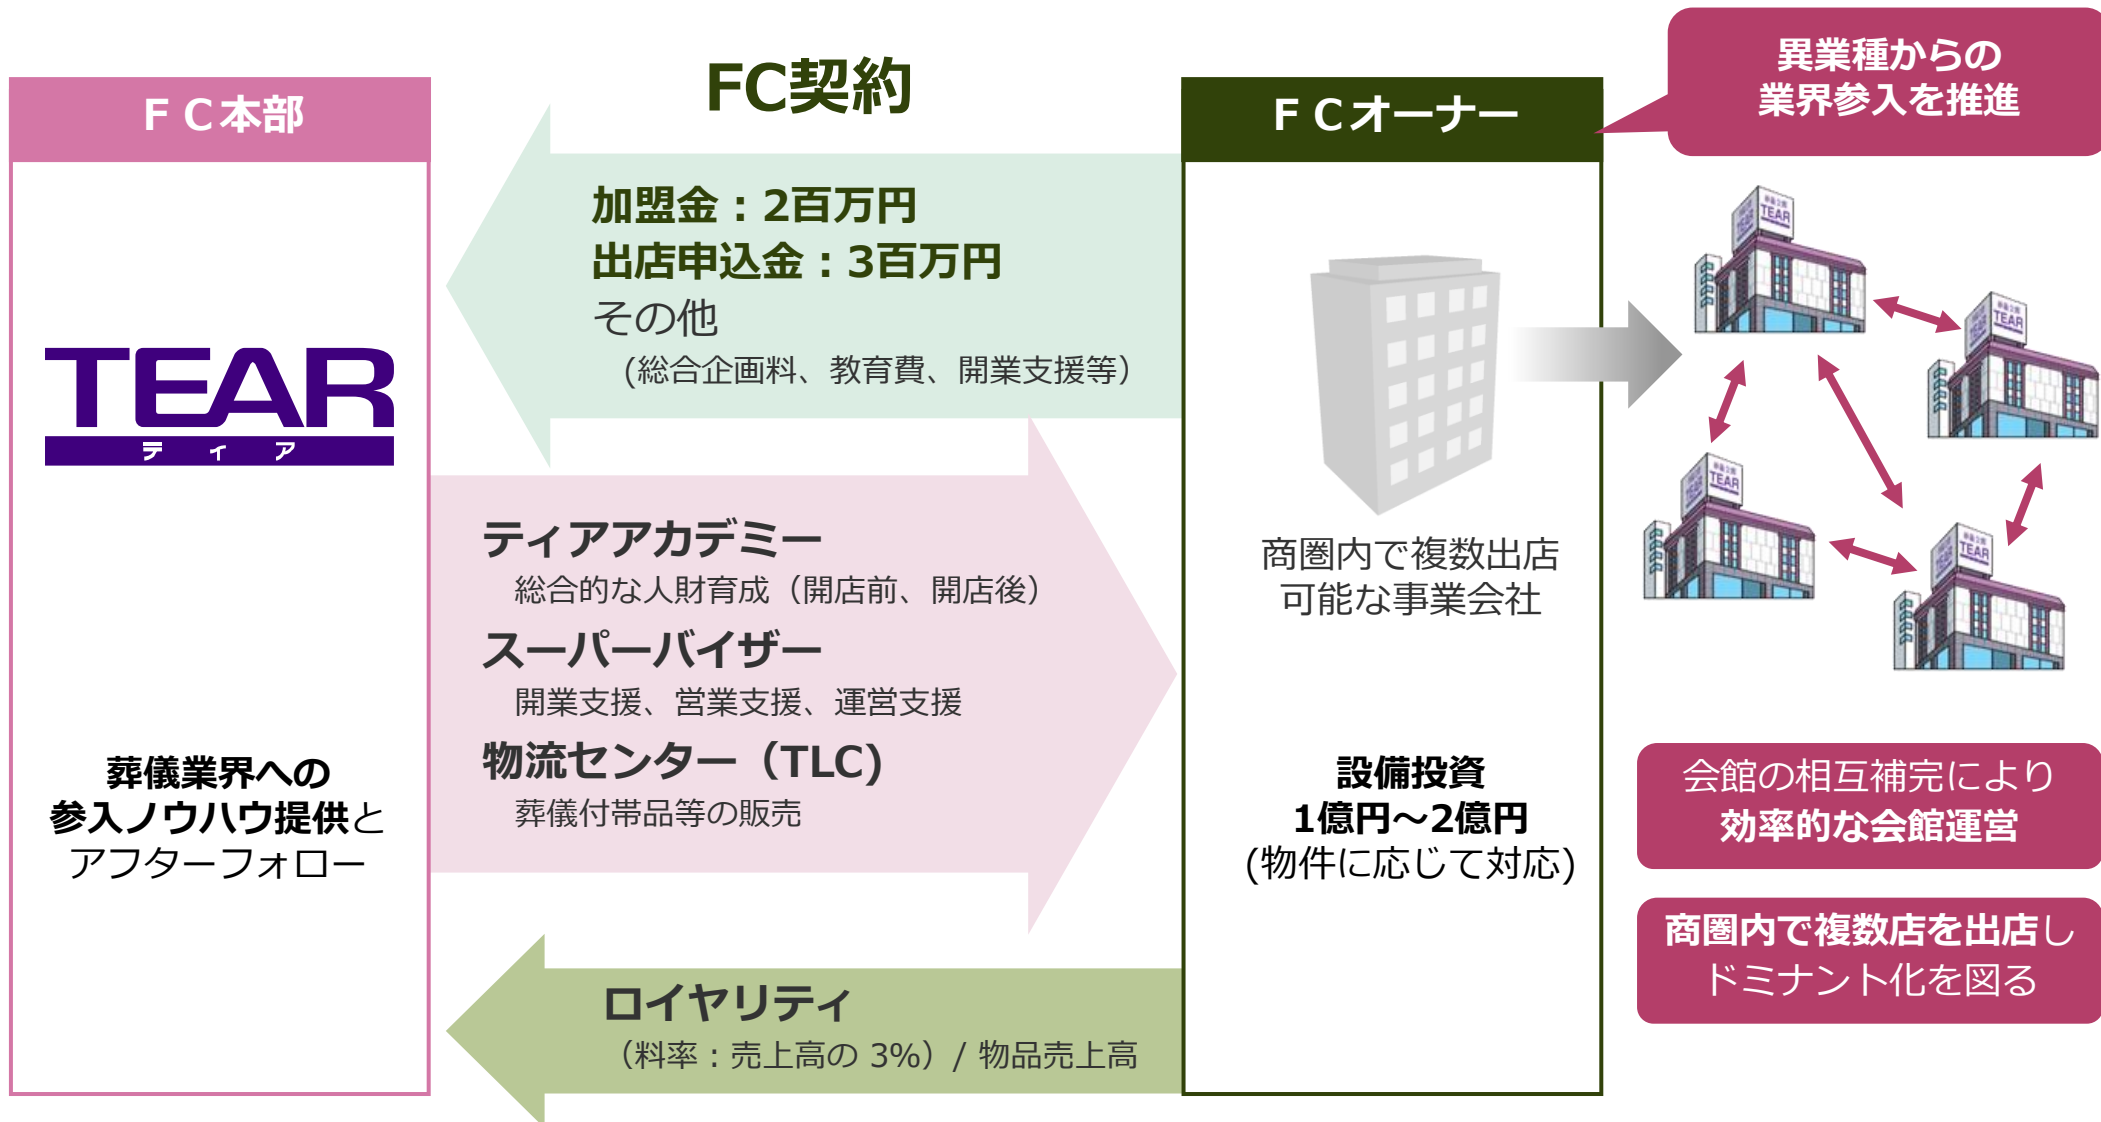 FC契約
ＦＣ本部
TEAR
ティア
葬儀業界への
参入ノウハウ提供と
アフターフォロー
加盟金：2百万円
出店申込金：3百万円
その他
(総合企画料、教育費、開業支援等）
ティアアカデミー
総合的な人財育成（開店前、開店後）
スーパーバイザー
開業支援、営業支援、運営支援
物流センター（TLC)
葬儀付帯品等の販売
ロイヤリティ
（料率：売上高の 3%）/ 物品売上高
ＦＣオーナー
商圏内で複数出店
可能な事業会社
設備投資
1億円～2億円
(物件に応じて対応)
異業種からの
業界参入を推進
TEAR
TEAR
TEAR
TEAR
会館の相互補完により
効率的な会館運営
商圏内で複数店を出店し
ドミナント化を図る